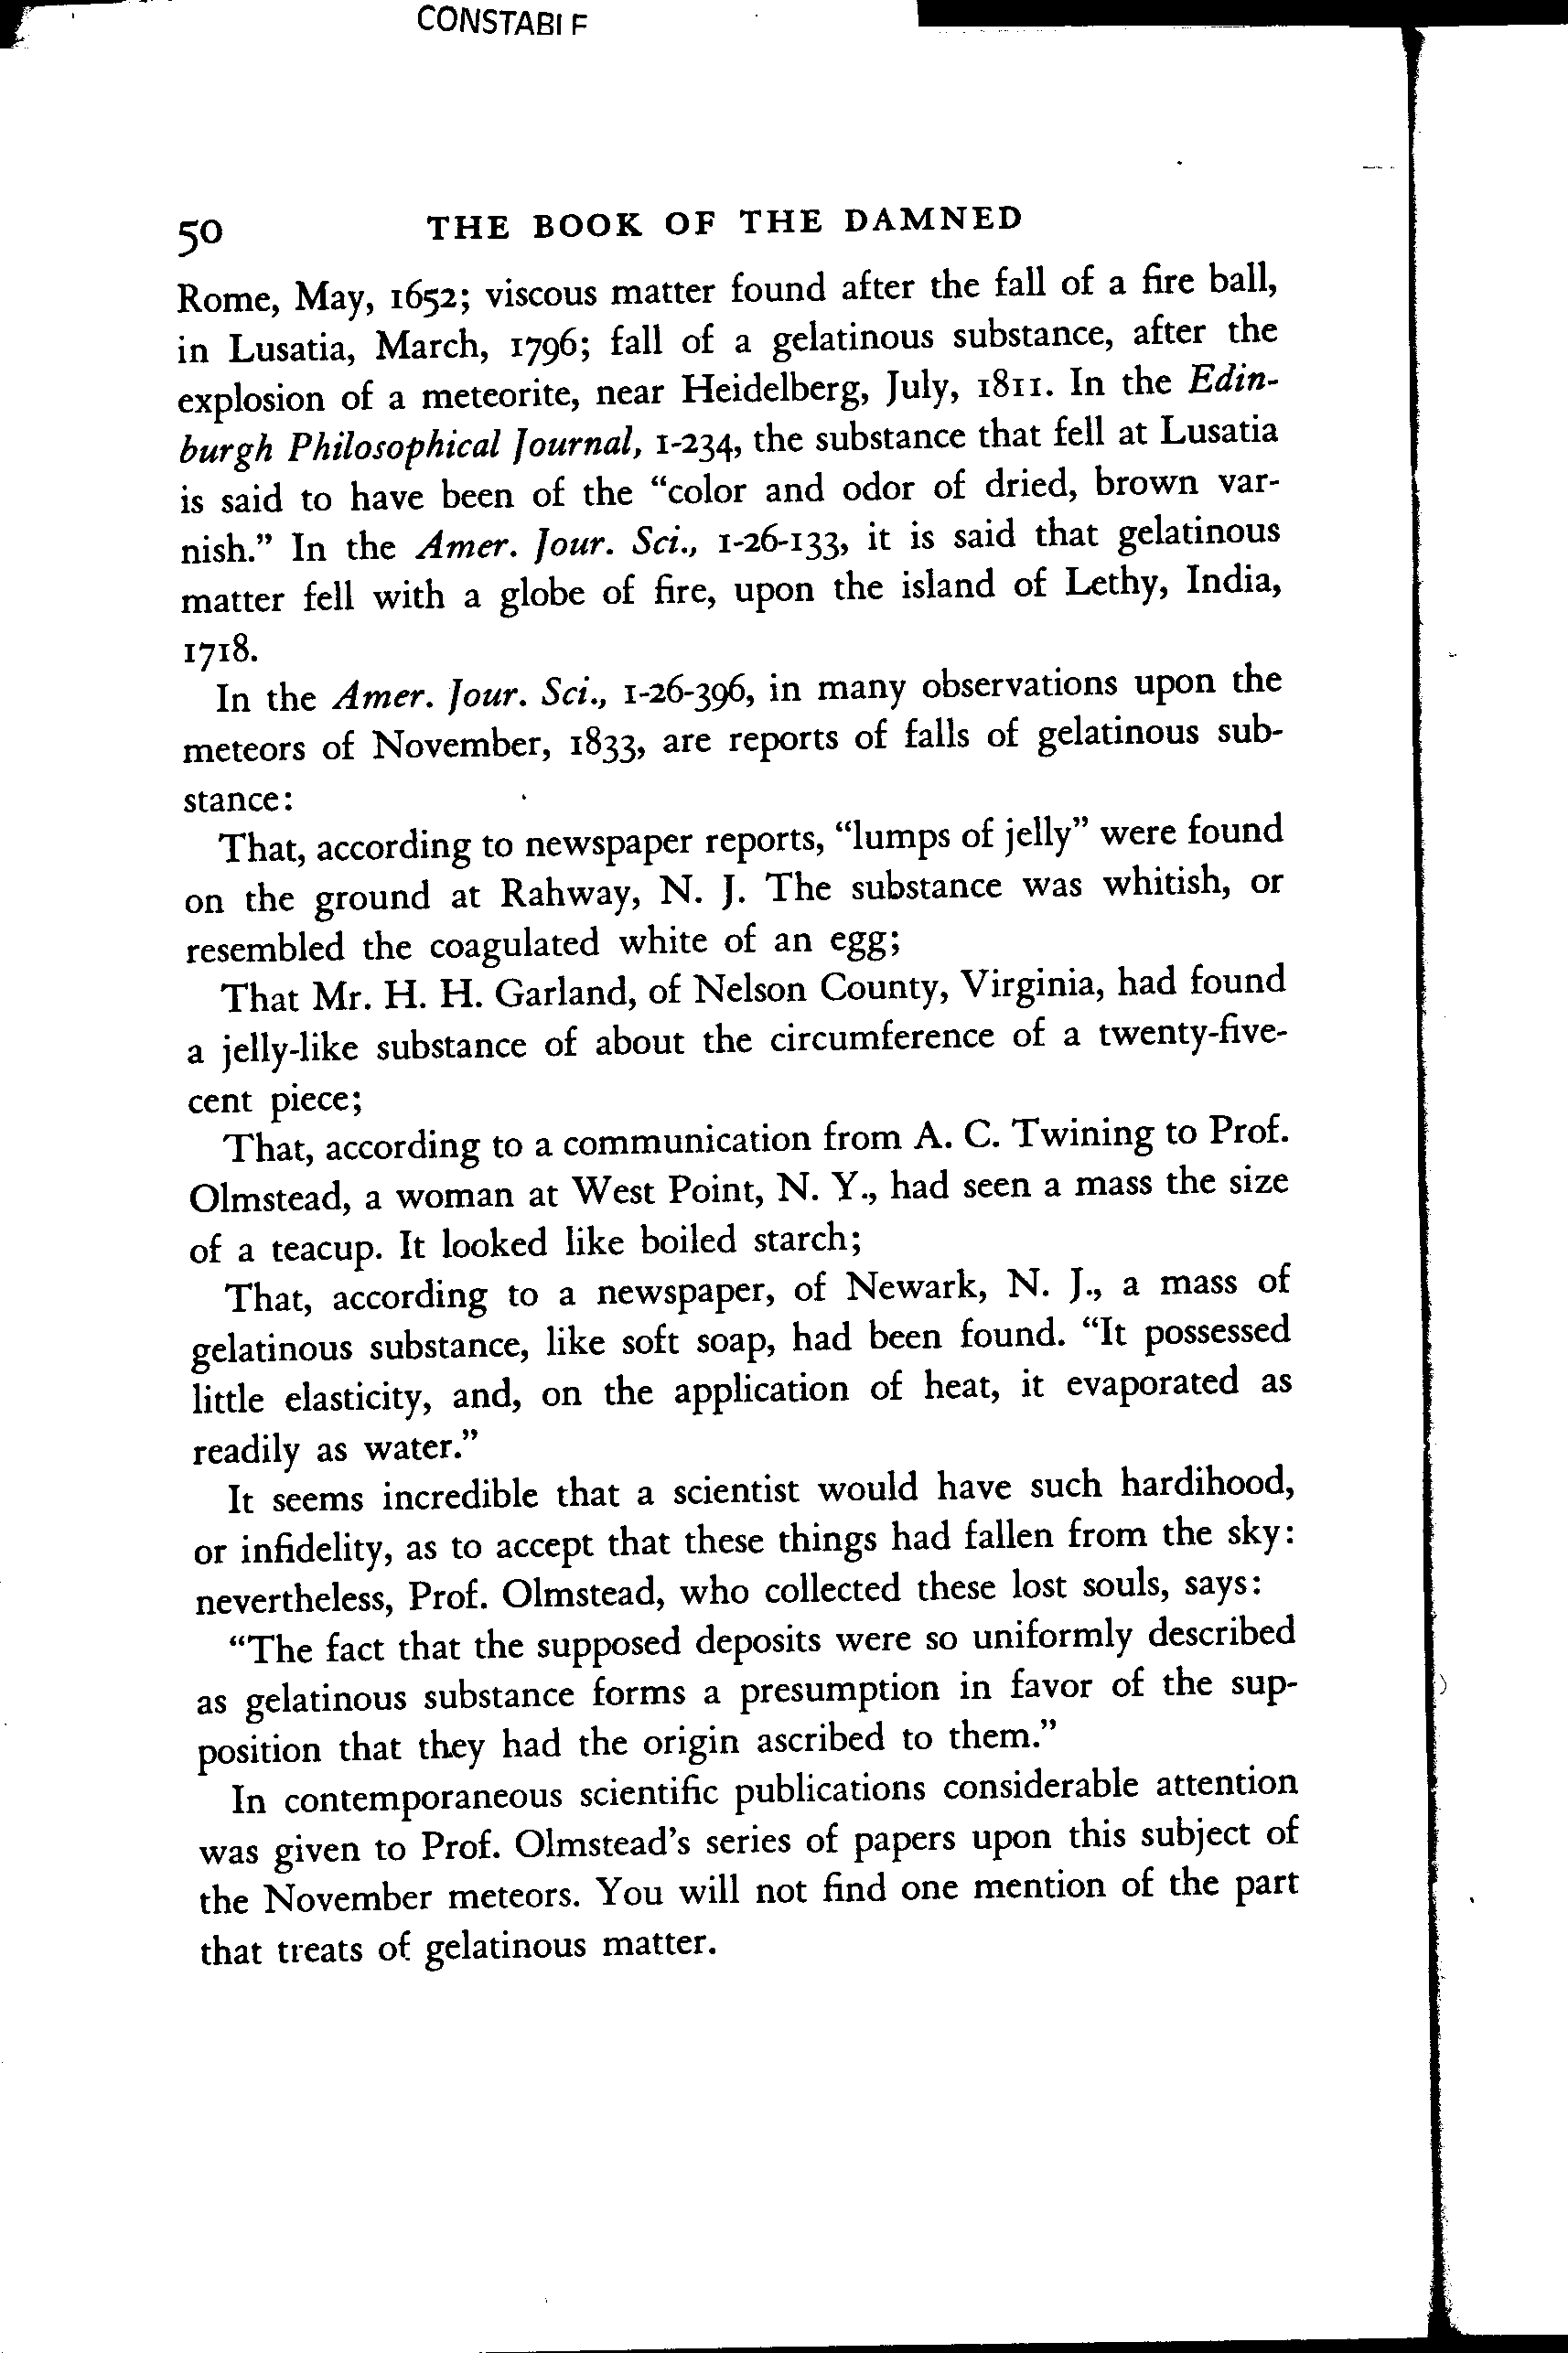 CONSTABLE
50 THE BOOK OF THE DAMNED
Rome, May, 1652; viscous matter found after the fall of a fire ball,
in Lusatia, March, 1796; fall of a gelatinous substance, after the
explosion of a meteorite, near Heidelberg, July, 1811. In the Edin-
burgh Philosophical Journal, 1-234, the substance that fell at Lusatia
is said to have been of the “color and odor of dried, brown var-
nish.” In the Amer. Jour. Sci., 1-26-133, it is said that gelatinous
matter fell with a globe of fire, upon the island of Lethy, India,
1718.
In the Amer. Jour. Sci., 1-26-396, in many observations upon the
meteors of November, 1833, are reports of falls of gelatinous sub-
stance:
That, according to newspaper reports, “lumps of jelly” were found
on the ground at Rahway, N. J. The substance was whitish, or
resembled the coagulated white of an egg;
That Mr. H. H. Garland, of Nelson County, Virginia, had found
a jelly-like substance of about the circumference of a twenty-five-
cent piece;
That, according to a communication from A. C. Twining to Prof.
Olmstead, a woman at West Point, N. Y., had seen a mass the size
of a teacup. It looked like boiled starch;
That, according to a newspaper, of Newark, N. J., a mass of
gelatinous substance, like soft soap, had been found. “It possessed
little elasticity, and, on the application of heat, it evaporated as
readily as water.”
It seems incredible that a scientist would have such hardihood,
or infidelity, as to accept that these things had fallen from the sky:
nevertheless, Prof. Olmstead, who collected these lost souls, says:
“The fact that the supposed deposits were so uniformly described
as gelatinous substance forms a presumption in favor of the sup-
position that they had the origin ascribed to them.”
In contemporaneous scientific publications considerable attention
was given to Prof. Olmstead’s series of papers upon this subject of
the November meteors. You will not find one mention of the part
that treats of gelatinous matter.